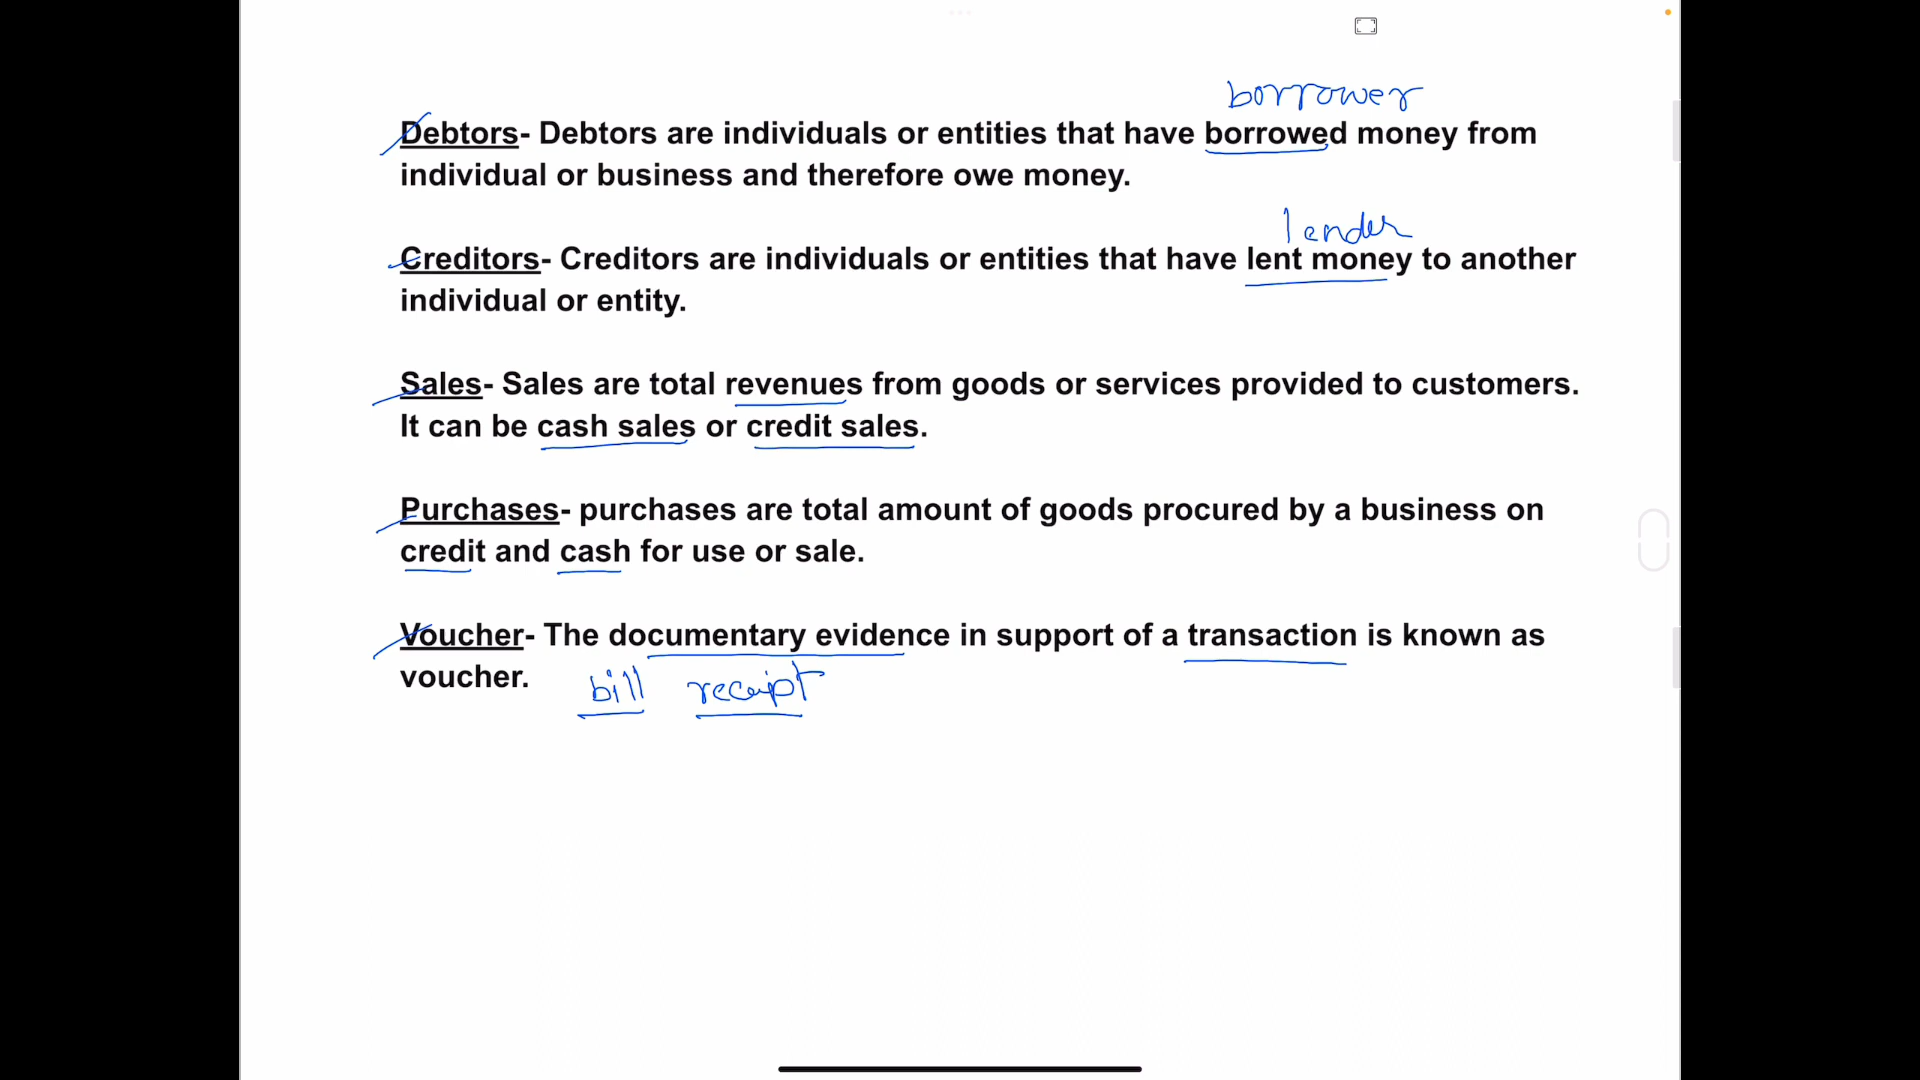 borrower
Debtors- Debtors are individuals or entities that have borrowed money from
individual or business and therefore owe money.
lender
Creditors- Creditors are individuals or entities that have lent money to another
individual or entity.
Sales- Sales are total revenues from goods or services provided to customers.
It can be cash sales or credit sales.
Purchases- purchases are total amount of goods procured by a business on
credit and cash for use or sale.
Voucher- The documentary evidence in support of a transaction is known as
voucher.
bill receipt